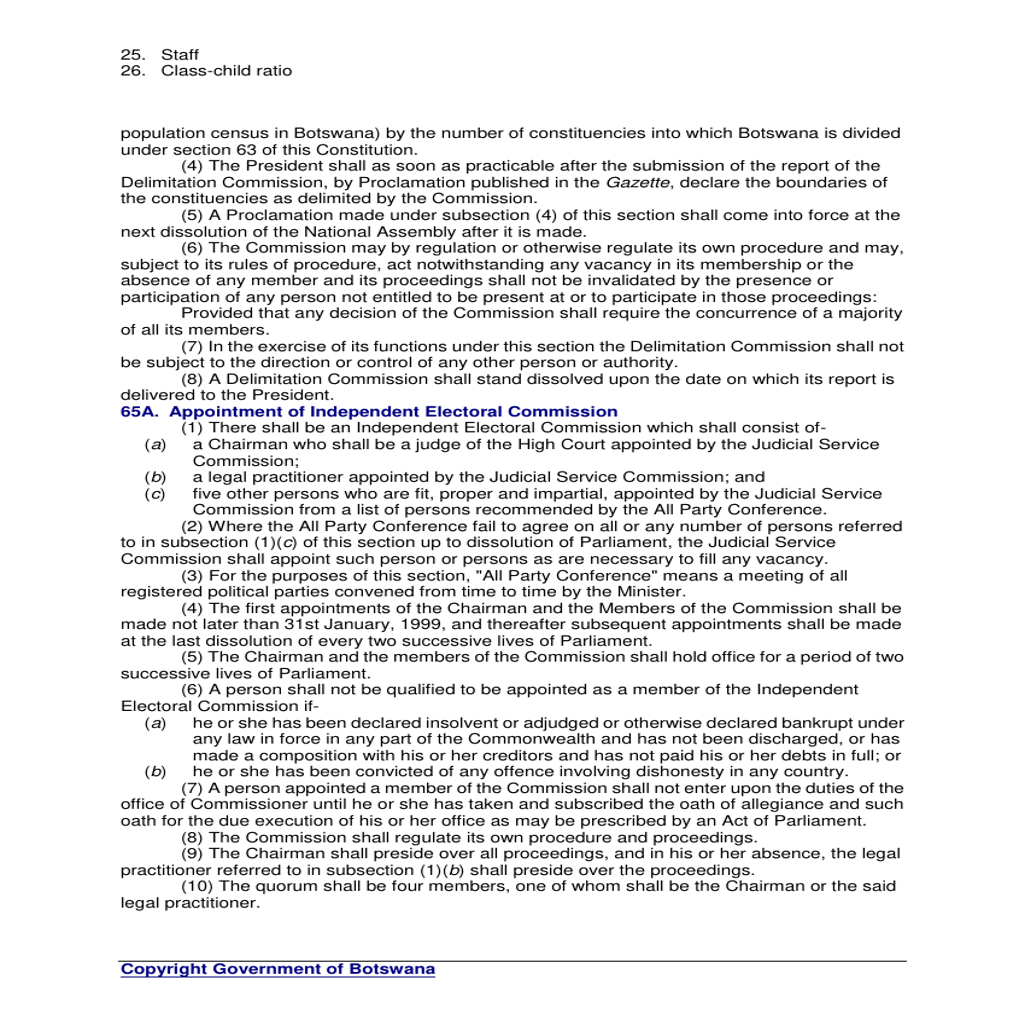 25. Staff
26. Class-child ratio
population census in Botswana) by the number of constituencies into which Botswana is divided
under section 63 of this Constitution.
(4) The President shall as soon as practicable after the submission of the report of the
Delimitation Commission, by Proclamation published in the Gazette, declare the boundaries of
the constituencies as delimited by the Commission.
(5) A Proclamation made under subsection (4) of this section shall come into force at the
next dissolution of the National Assembly after it is made.
(6) The Commission may by regulation or otherwise regulate its own procedure and may,
subject to its rules of procedure, act notwithstanding any vacancy in its membership or the
absence of any member and its proceedings shall not be invalidated by the presence or
participation of any person not entitled to be present at or to participate in those proceedings:
Provided that any decision of the Commission shall require the concurrence of a majority
of all its members.
(7) In the exercise of its functions under this section the Delimitation Commission shall not
be subject to the direction or control of any other person or authority.
(8) A Delimitation Commission shall stand dissolved upon the date on which its report is
delivered to the President.
65A. Appointment of Independent Electoral Commission
(1) There shall be an Independent Electoral Commission which shall consist of-
(a) a Chairman who shall be a judge of the High Court appointed by the Judicial Service
Commission;
(b) a legal practitioner appointed by the Judicial Service Commission; and
(c) five other persons who are fit, proper and impartial, appointed by the Judicial Service
Commission from a list of persons recommended by the All Party Conference.
(2) Where the All Party Conference fail to agree on all or any number of persons referred
to in subsection (1)(c) of this section up to dissolution of Parliament, the Judicial Service
Commission shall appoint such person or persons as are necessary to fill any vacancy.
(3) For the purposes of this section, "All Party Conference" means a meeting of all
registered political parties convened from time to time by the Minister.
(4) The first appointments of the Chairman and the Members of the Commission shall be
made not later than 31st January, 1999, and thereafter subsequent appointments shall be made
at the last dissolution of every two successive lives of Parliament.
(5) The Chairman and the members of the Commission shall hold office for a period of two
successive lives of Parliament.
(6) A person shall not be qualified to be appointed as a member of the Independent
Electoral Commission if-
(a) he or she has been declared insolvent or adjudged or otherwise declared bankrupt under
any law in force in any part of the Commonwealth and has not been discharged, or has
made a composition with his or her creditors and has not paid his or her debts in full; or
(b) he or she has been convicted of any offence involving dishonesty in any country.
(7) A person appointed a member of the Commission shall not enter upon the duties of the
office of Commissioner until he or she has taken and subscribed the oath of allegiance and such
oath for the due execution of his or her office as may be prescribed by an Act of Parliament.
(8) The Commission shall regulate its own procedure and proceedings.
(9) The Chairman shall preside over all proceedings, and in his or her absence, the legal
practitioner referred to in subsection (1)(b) shall preside over the proceedings.
(10) The quorum shall be four members, one of whom shall be the Chairman or the said
legal practitioner.
Copyright Government of Botswana